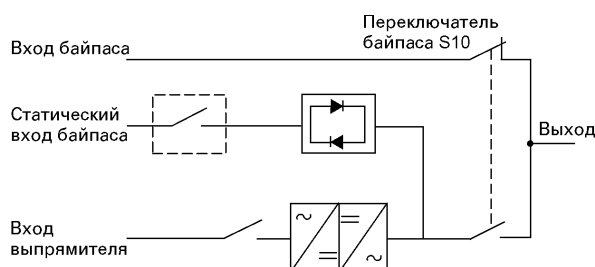 Переключатель
байпаса S10
Вход байпаса
Статический
вход байпаса
Выход
Вход
выпрямителя